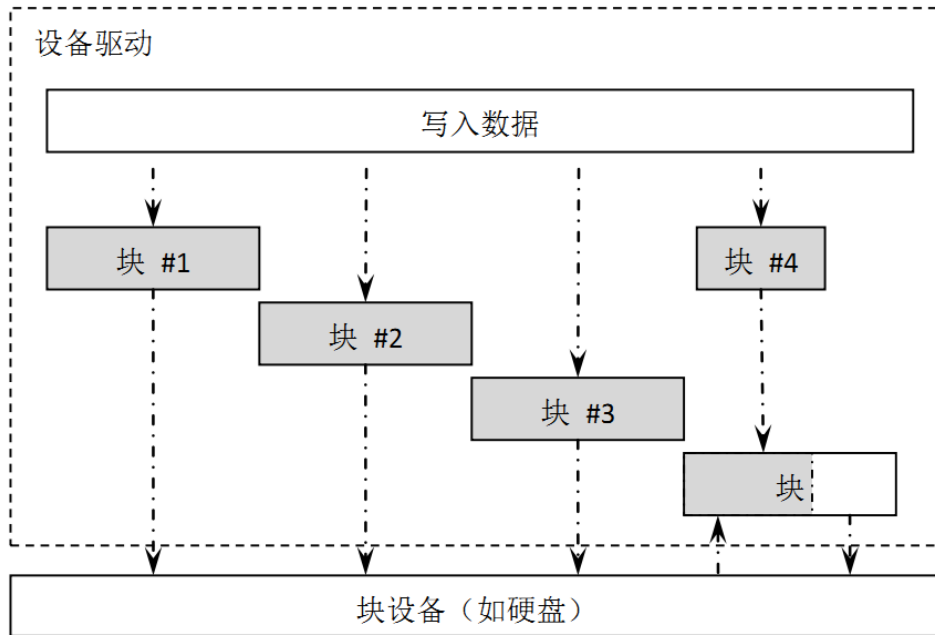 设备驱动
写入数据
块 #1
块 #4
块 #2
块 #3
块
块设备（如硬盘）